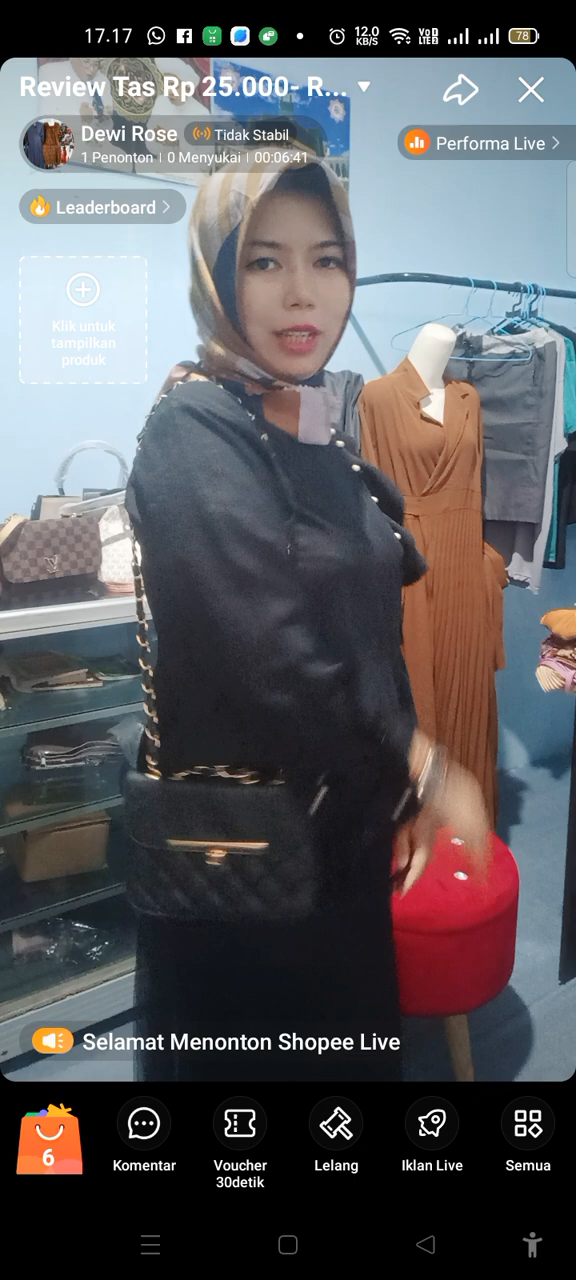 17.17
12.0
KB/S
VoD
LTE2
78
Review Tas Rp 25.000- R...
Dewi Rose
Tidak Stabil
1 Penonton | 0 Menyukai | 00:06:41
Performa Live
Leaderboard
Klik untuk
tampilkan
produk
Selamat Menonton Shopee Live
6
Komentar
Voucher
30detik
Lelang
Iklan Live
Semua